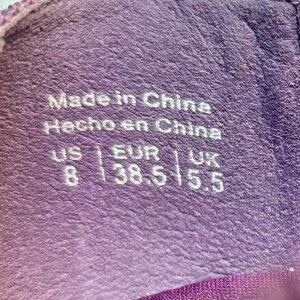 Made in China
Hecho en China
US | EUR | UK
8 | 38.5 | 5.5